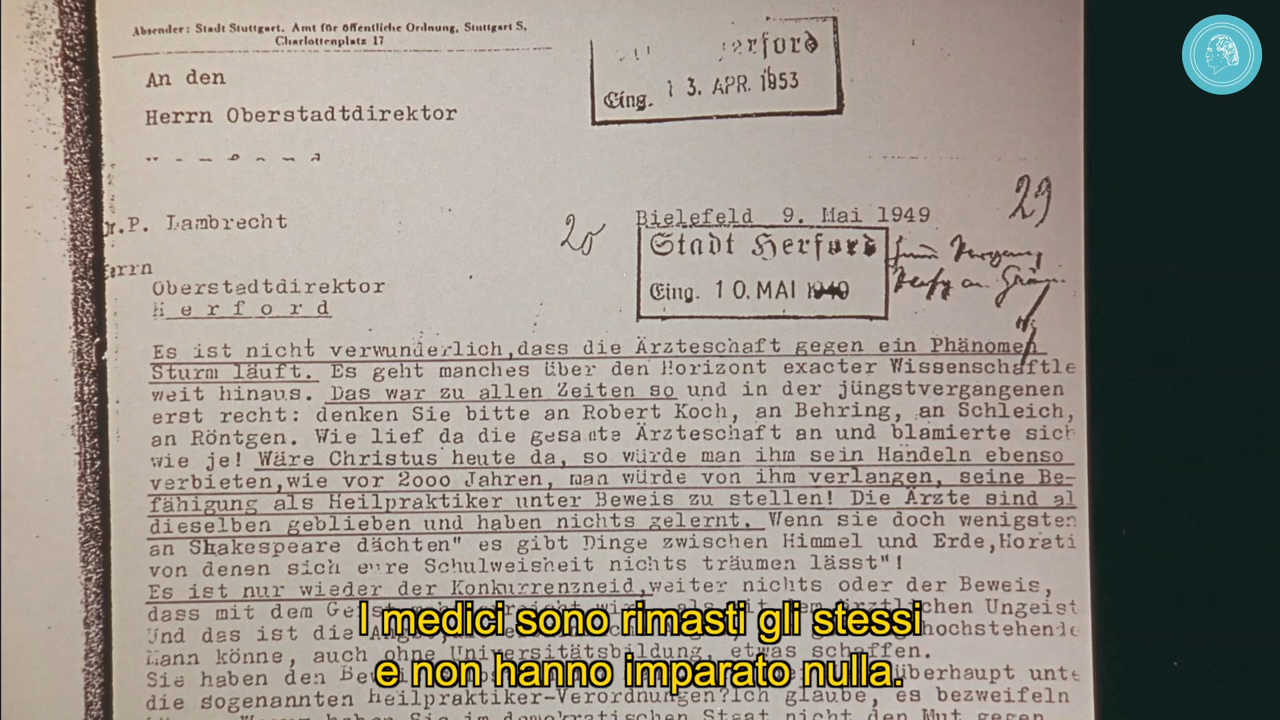 Absender: Stadt Stuttgart, Amt für öffentliche Ordnung, Stuttgart S,
Charlottenplatz 17
An den
Herrn Oberstadtdirektor
Herford
Eing. 13. APR. 1953
P. Lambrecht
20
Bielefeld 9. Mai 1949
29
Stadt Herford
Eing. 10. MAI 1949
Oberstadtdirektor
Herford
Es ist nicht verwunderlich, dass die Ärzteschaft gegen ein Phänomen
Sturm läuft. Es geht manches über den Horizont exacter Wissenschaftle
weit hinaus. Das war zu allen Zeiten so und in der jüngstvergangenen
erst recht: denken Sie bitte an Robert Koch, an Behring, an Schleich,
an Röntgen. Wie lief da die gesamte Ärzteschaft an und blamierte sich
wie je! Wäre Christus heute da, so würde man ihm sein Handeln ebenso
verbieten, wie vor 2000 Jahren, man würde von ihm verlangen, seine Be-
fähigung als Heilpraktiker unter Beweis zu stellen! Die Ärzte sind al
dieselben geblieben und haben nichts gelernt. Wenn sie doch wenigsten
an Shakespeare dächten" es gibt Dinge zwischen Himmel und Erde, Horati
von denen sich eure Schulweisheit nichts träumen lässt"!
Es ist nur wieder der Konkurrenzneid, weiter nichts oder der Beweis,
dass mit dem ärztlichen Ungeist
Und das ist die hochstehende
Mann könne, auch ohne Universitätsbildung, etwas schaffen.
Sie haben den überhaupt unte
die sogenannten Heilpraktiker-Verordnungen? Ich glaube, es bezweifeln
I medici sono rimasti gli stessi
e non hanno imparato nulla.